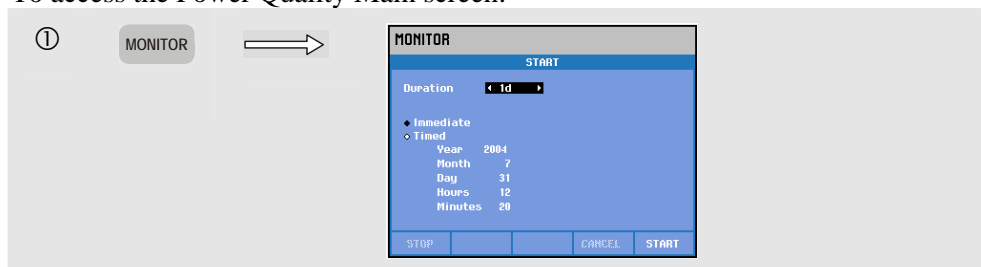 To access the Power Quality Main screen:
① MONITOR
MONITOR
START
Duration 1d
Immediate
Timed
Year 2004
Month 7
Day 31
Hours 12
Minutes 20
STOP CANCEL START